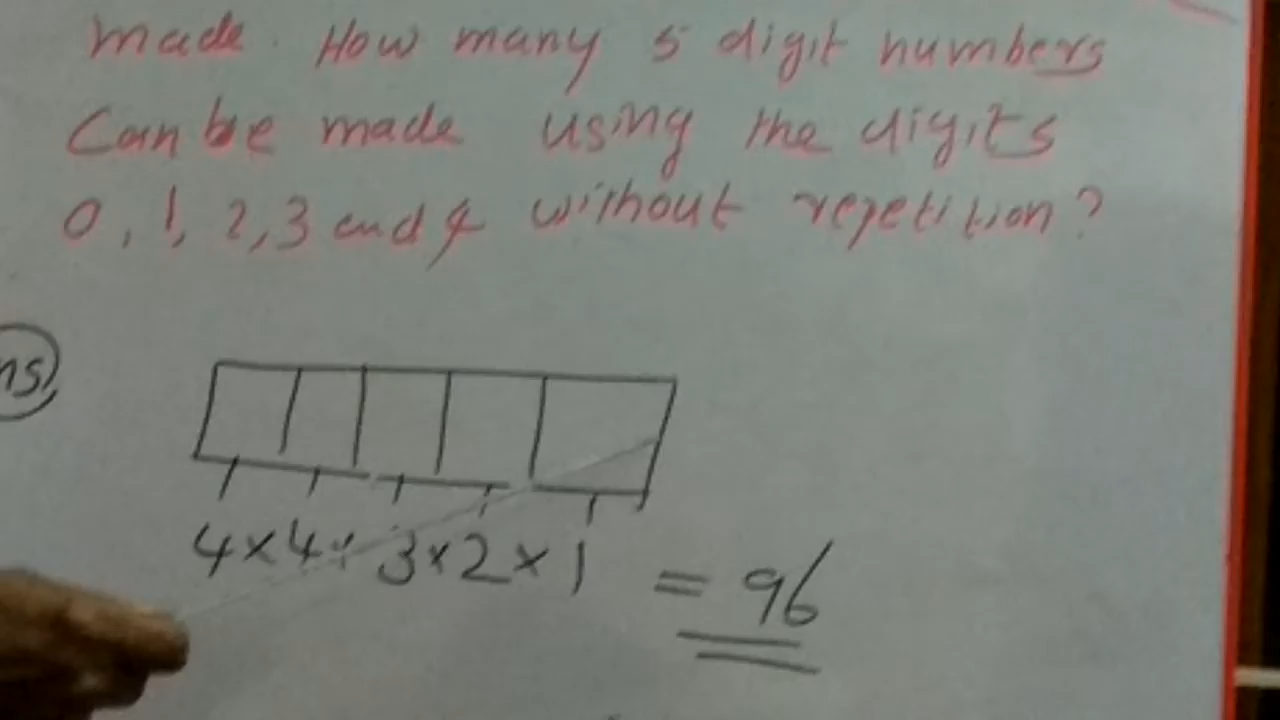 made. How many 5 digit numbers
Can be made using the digits
0, 1, 2, 3 and 4 without repetition?
ns
4 x 4 x 3 x 2 x 1 = 96